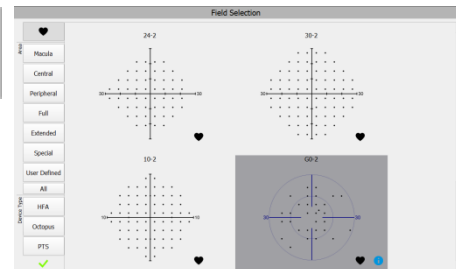 Field Selection
Area
Macula
Central
Peripheral
Full
Extended
Special
User Defined
All
Device Type
HFA
Octopus
PTS
24-2
30
30-2
30
30
10-2
10
10
G0-2
30
30
i